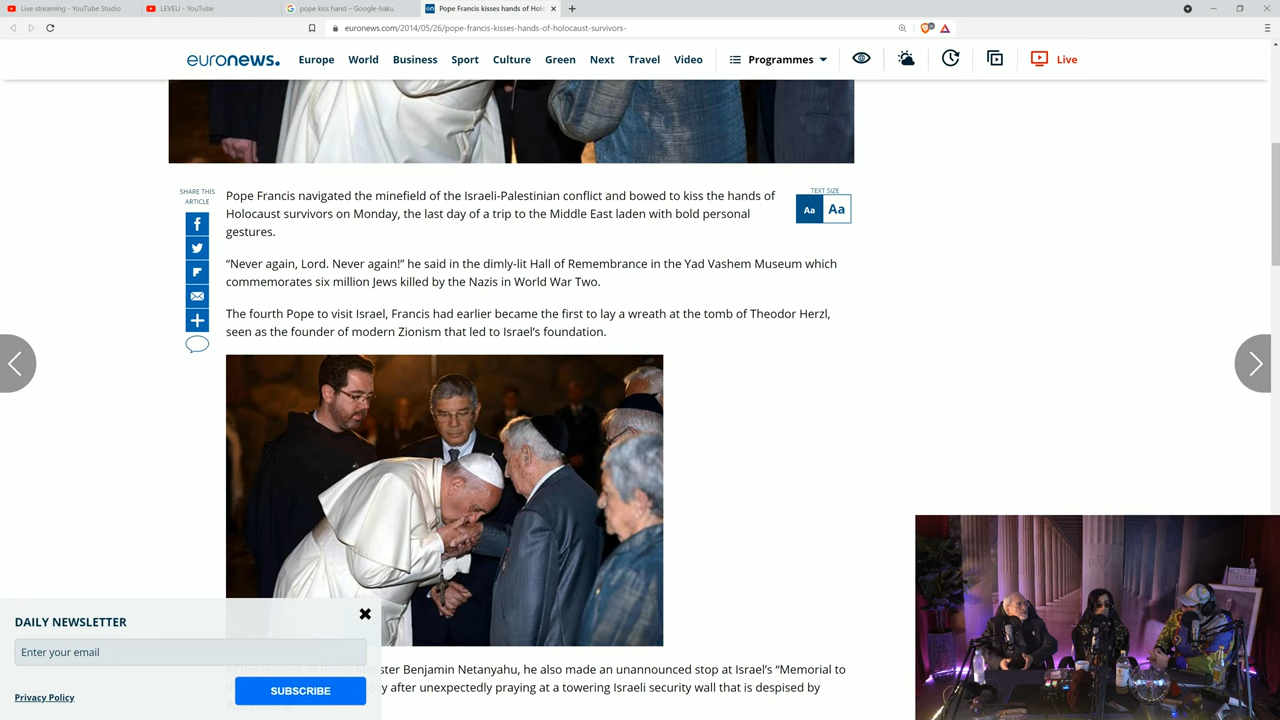 Live streaming - YouTube Studio
LEVELI - YouTube
pope kiss hand – Google-haku
Pope Francis kisses hands of Hol
euronews.com/2014/05/26/pope-francis-kisses-hands-of-holocaust-survivors-
euronews.
Europe
World
Business
Sport
Culture
Green
Next
Travel
Video
Programmes
Live
SHARE THIS
ARTICLE
TEXT SIZE
Aa Aa
Pope Francis navigated the minefield of the Israeli-Palestinian conflict and bowed to kiss the hands of
Holocaust survivors on Monday, the last day of a trip to the Middle East laden with bold personal
gestures.
“Never again, Lord. Never again!” he said in the dimly-lit Hall of Remembrance in the Yad Vashem Museum which
commemorates six million Jews killed by the Nazis in World War Two.
The fourth Pope to visit Israel, Francis had earlier became the first to lay a wreath at the tomb of Theodor Herzl,
seen as the founder of modern Zionism that led to Israel’s foundation.
DAILY NEWSLETTER
Enter your email
Privacy Policy
SUBSCRIBE
At the request of Prime Minister Benjamin Netanyahu, he also made an unannounced stop at Israel’s “Memorial to
after unexpectedly praying at a towering Israeli security wall that is despised by